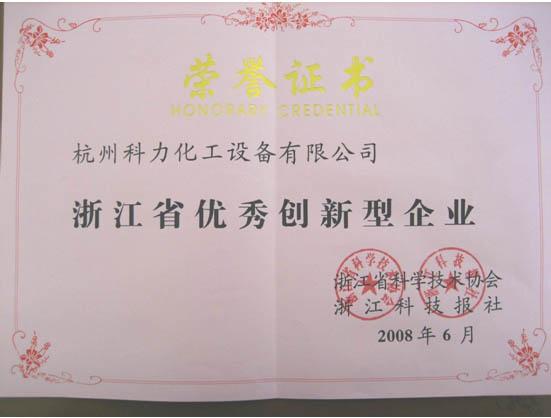 荣誉证书
HONORARY CREDENTIAL
杭州科力化工设备有限公司
浙江省优秀创新型企业
浙江省科学技术协会
浙江科技报社
2008年6月